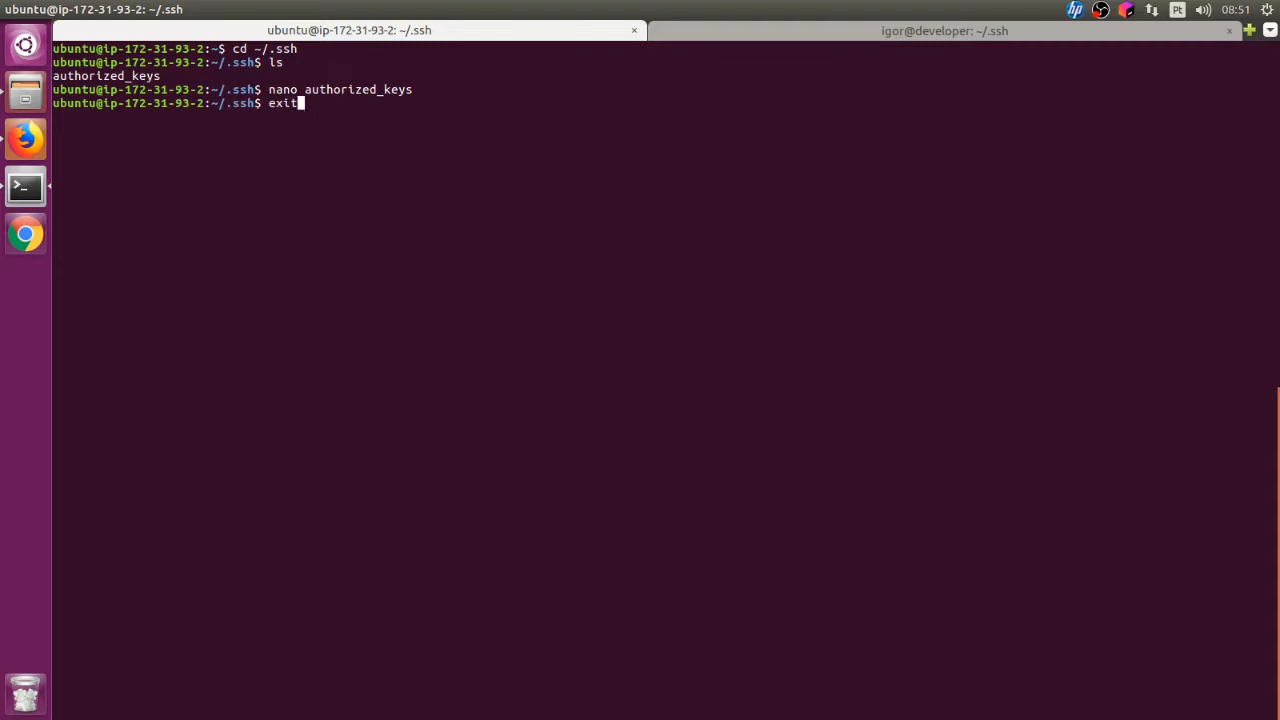 ubuntu@ip-172-31-93-2: ~/.ssh
Pt
08:51
ubuntu@ip-172-31-93-2: ~/.ssh
igor@developer: ~/.ssh
ubuntu@ip-172-31-93-2:~$ cd ~/.ssh
ubuntu@ip-172-31-93-2:~/.ssh$ ls
authorized_keys
ubuntu@ip-172-31-93-2:~/.ssh$ nano authorized_keys
ubuntu@ip-172-31-93-2:~/.ssh$ exit